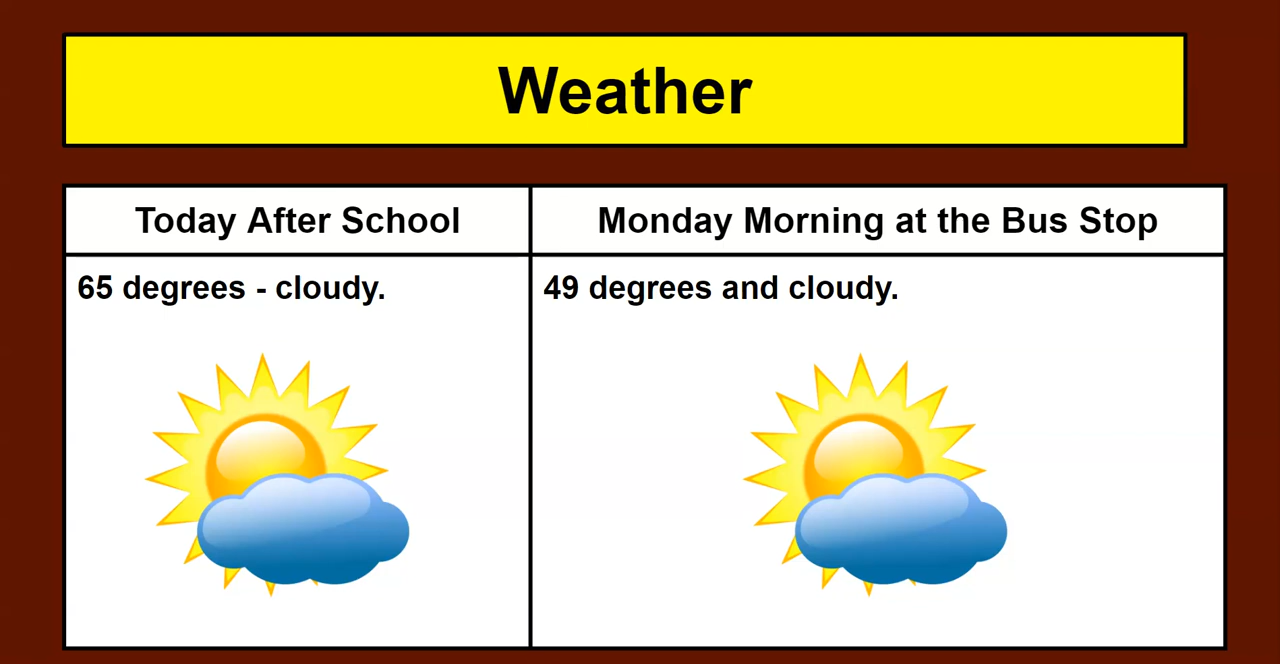 Weather
Today After School
Monday Morning at the Bus Stop
65 degrees - cloudy.
49 degrees and cloudy.